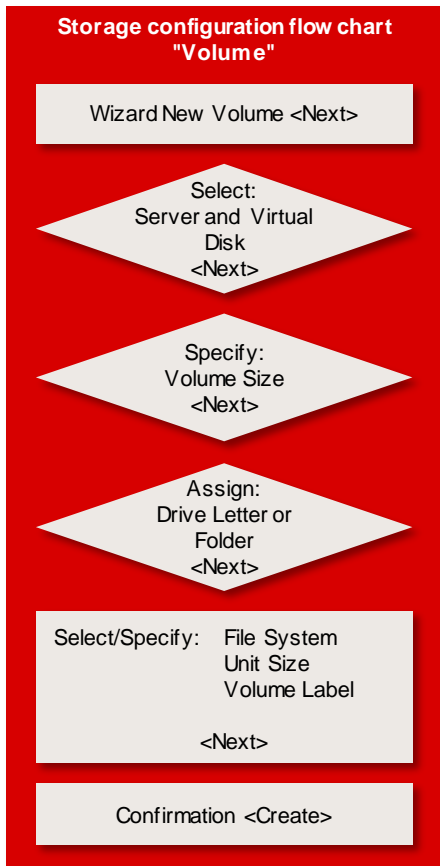 Storage configuration flow chart
"Volume"
Wizard New Volume <Next>
Select:
Server and Virtual
Disk
<Next>
Specify:
Volume Size
<Next>
Assign:
Drive Letter or
Folder
<Next>
Select/Specify: File System
Unit Size
Volume Label
<Next>
Confirmation <Create>